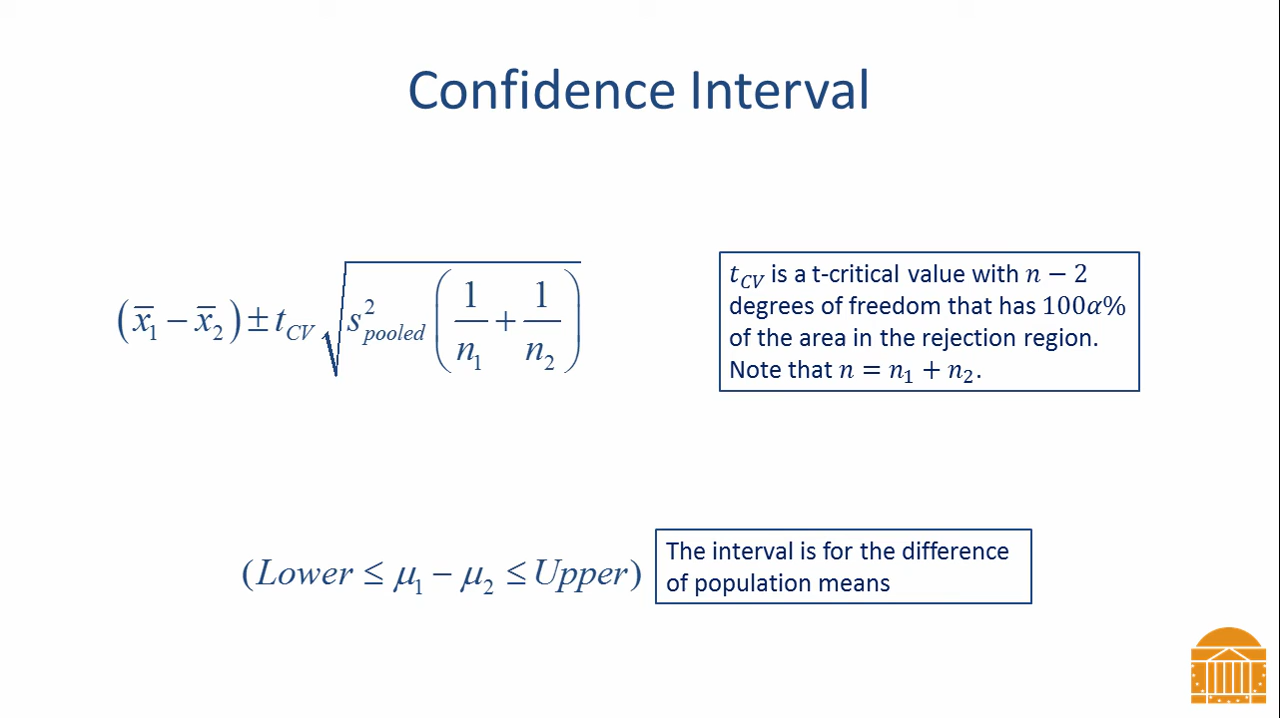 Confidence Interval
(x̄₁ − x̄₂) ± t_CV √(s²_pooled (1/n₁ + 1/n₂))
t_CV is a t-critical value with n − 2
degrees of freedom that has 100α%
of the area in the rejection region.
Note that n = n₁ + n₂.
(Lower ≤ μ₁ − μ₂ ≤ Upper)
The interval is for the difference
of population means